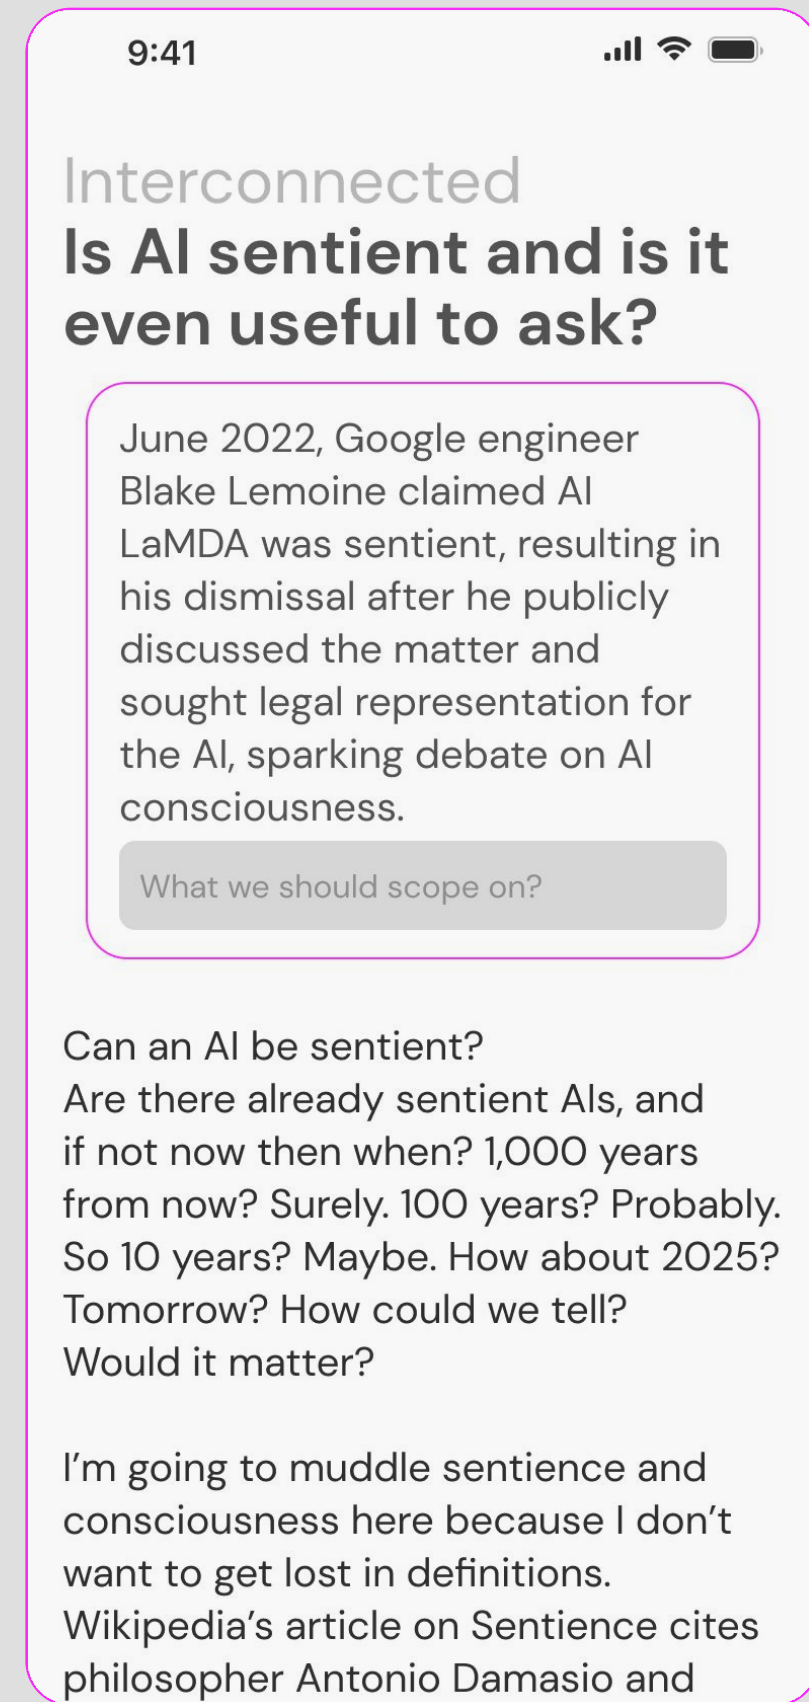 9:41
Interconnected
Is AI sentient and is it
even useful to ask?
June 2022, Google engineer
Blake Lemoine claimed AI
LaMDA was sentient, resulting in
his dismissal after he publicly
discussed the matter and
sought legal representation for
the AI, sparking debate on AI
consciousness.
What we should scope on?
Can an AI be sentient?
Are there already sentient AIs, and
if not now then when? 1,000 years
from now? Surely. 100 years? Probably.
So 10 years? Maybe. How about 2025?
Tomorrow? How could we tell?
Would it matter?
I’m going to muddle sentience and
consciousness here because I don’t
want to get lost in definitions.
Wikipedia’s article on Sentience cites
philosopher Antonio Damasio and